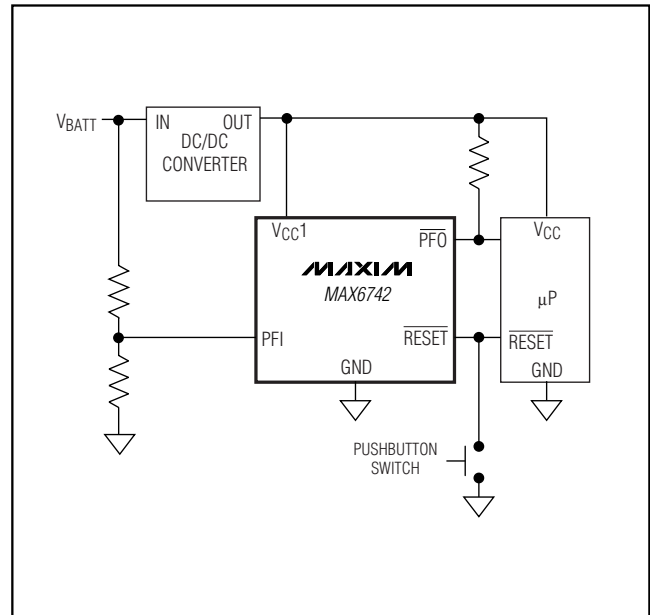 VBATT
IN OUT
DC/DC
CONVERTER
VCC1
PFO
VCC
MAXIM
MAX6742
µP
PFI
RESET
RESET
GND
GND
PUSHBUTTON
SWITCH